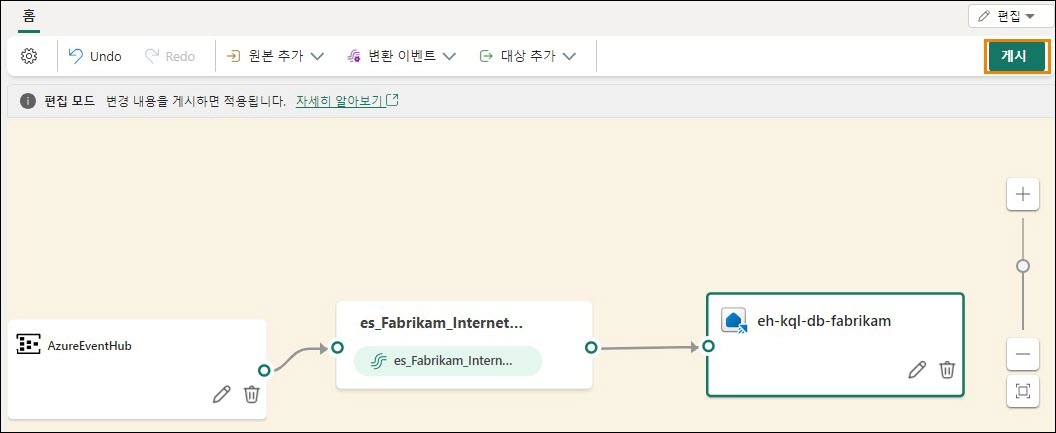 홈
편집
Undo
Redo
원본 추가
변환 이벤트
대상 추가
게시
편집 모드 변경 내용을 게시하면 적용됩니다. 자세히 알아보기
es_Fabrikam_Internet...
eh-kql-db-fabrikam
AzureEventHub
es_Fabrikam_Intern...